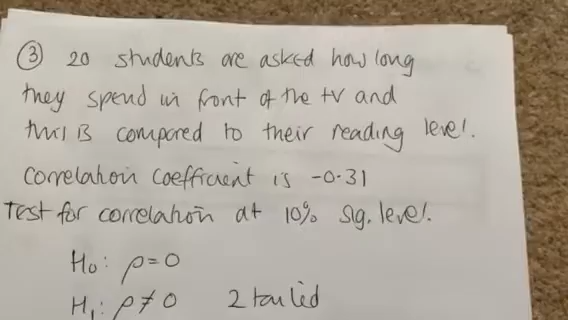 ③ 20 students are asked how long
they spend in front of the tv and
this is compared to their reading level.
Correlation coefficient is -0.31
Test for correlation at 10% sig. level.
H₀: ρ=0
H₁: ρ≠0 2 tailed